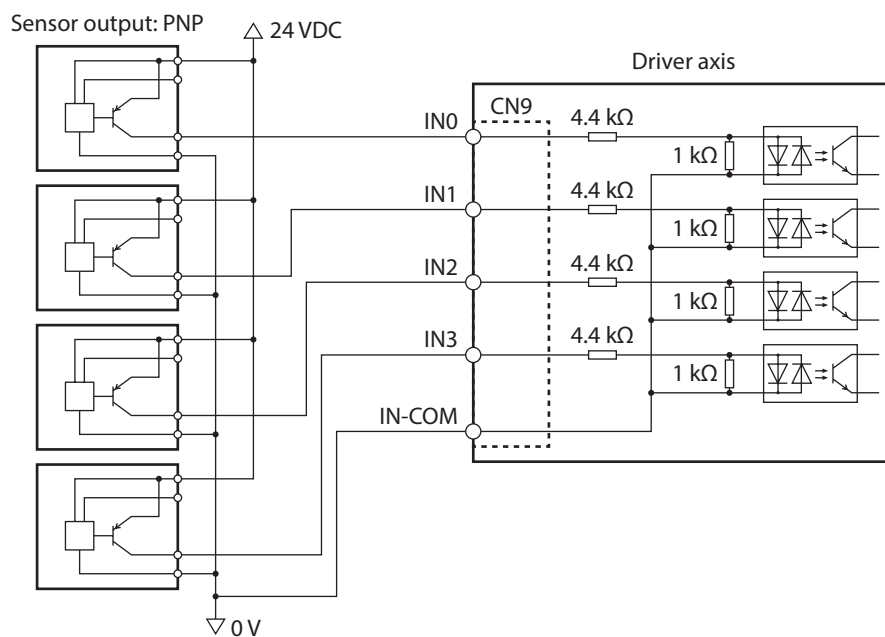 Sensor output: PNP
24 VDC
Driver axis
CN9
IN0
4.4 kΩ
1 kΩ
IN1
4.4 kΩ
1 kΩ
IN2
4.4 kΩ
1 kΩ
IN3
4.4 kΩ
1 kΩ
IN-COM
0 V